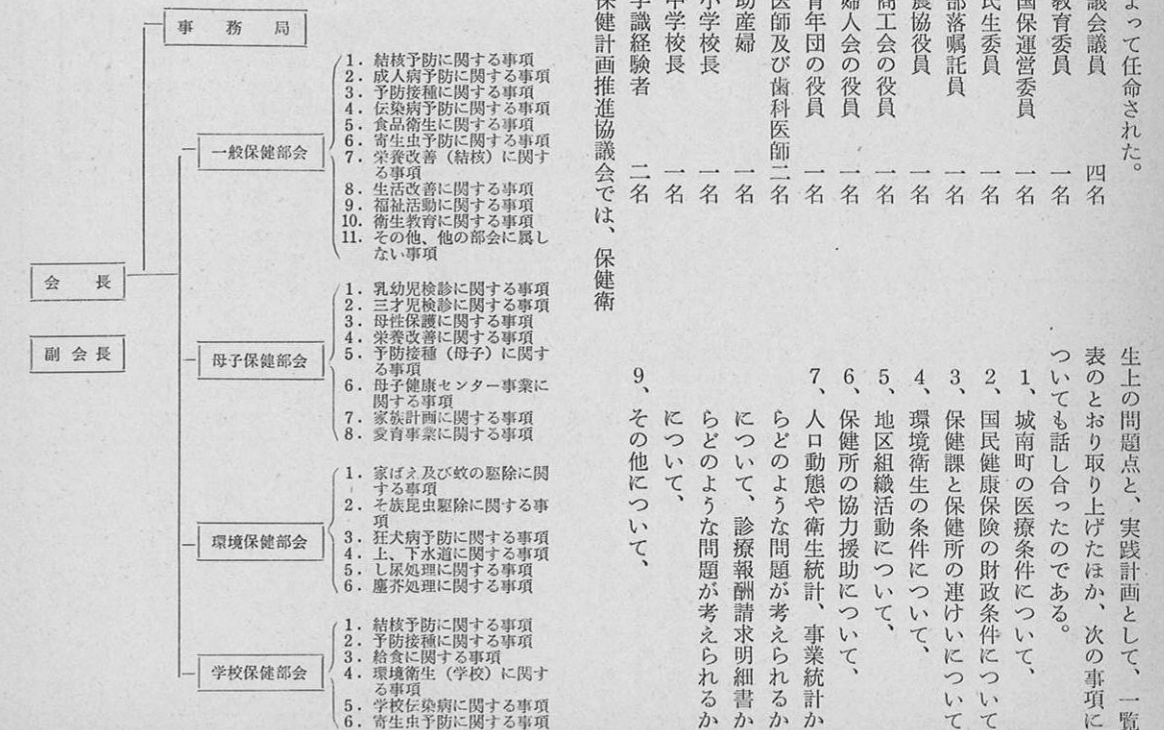 よって任命された。
議会議員　四名
教育委員　一名
国保運営委員　一名
民生委員　一名
部落嘱託員　一名
農協役員　一名
商工会の役員　一名
婦人会の役員　一名
青年団の役員　一名
医師及び歯科医師二名
助産婦　一名
小学校長　一名
中学校長　一名
学識経験者　二名
保健計画推進協議会では、保健衛
生上の問題点と、実践計画として、一覧
表のとおり取り上げたほか、次の事項に
ついても話し合ったのである。
1、城南町の医療条件について、
2、国民健康保険の財政条件について
3、保健課と保健所の連けいについて
4、環境衛生の条件について、
5、地区組織活動について、
6、保健所の協力援助について、
7、人口動態や衛生統計、事業統計か
らどのような問題が考えられるか
について、診療報酬請求明細書か
らどのような問題が考えられるか
について、
9、その他について、
会　長
副会長
事務局
一般保健部会
1．結核予防に関する事項
2．成人病予防に関する事項
3．予防接種に関する事項
4．伝染病予防に関する事項
5．食品衛生に関する事項
6．寄生虫予防に関する事項
7．栄養改善（結核）に関す
る事項
8．生活改善に関する事項
9．福祉活動に関する事項
10．衛生教育に関する事項
11．その他、他の部会に属し
ない事項
母子保健部会
1．乳幼児検診に関する事項
2．三才児検診に関する事項
3．母性保護に関する事項
4．栄養改善に関する事項
5．予防接種（母子）に関す
る事項
6．母子健康センター事業に
関する事項
7．家族計画に関する事項
8．愛育事業に関する事項
環境保健部会
1．家ばえ及び蚊の駆除に関
する事項
2．そ族昆虫駆除に関する事
項
3．狂犬病予防に関する事項
4．上、下水道に関する事項
5．し尿処理に関する事項
6．塵芥処理に関する事項
学校保健部会
1．結核予防に関する事項
2．予防接種に関する事項
3．給食に関する事項
4．環境衛生（学校）に関す
る事項
5．学校伝染病に関する事項
6．寄生虫予防に関する事項